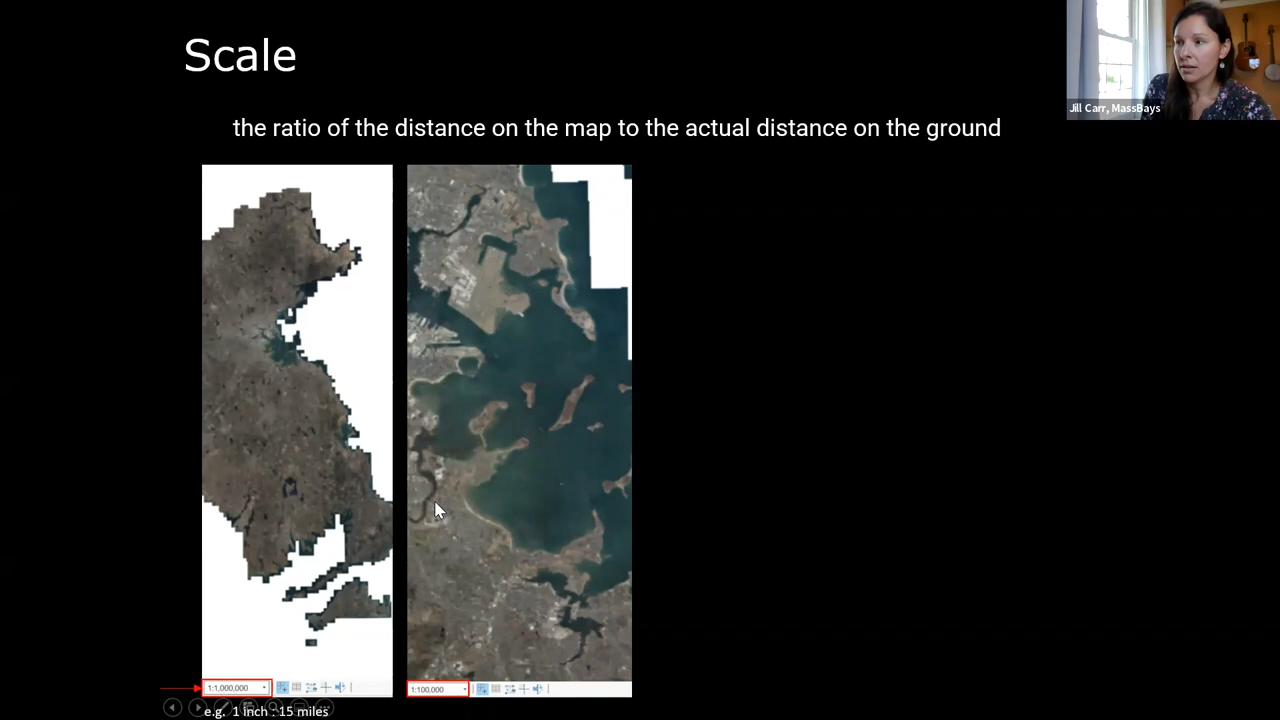 Scale
Jill Carr, MassBays
the ratio of the distance on the map to the actual distance on the ground
1:1,000,000
1:100,000
e.g. 1 inch : 15 miles